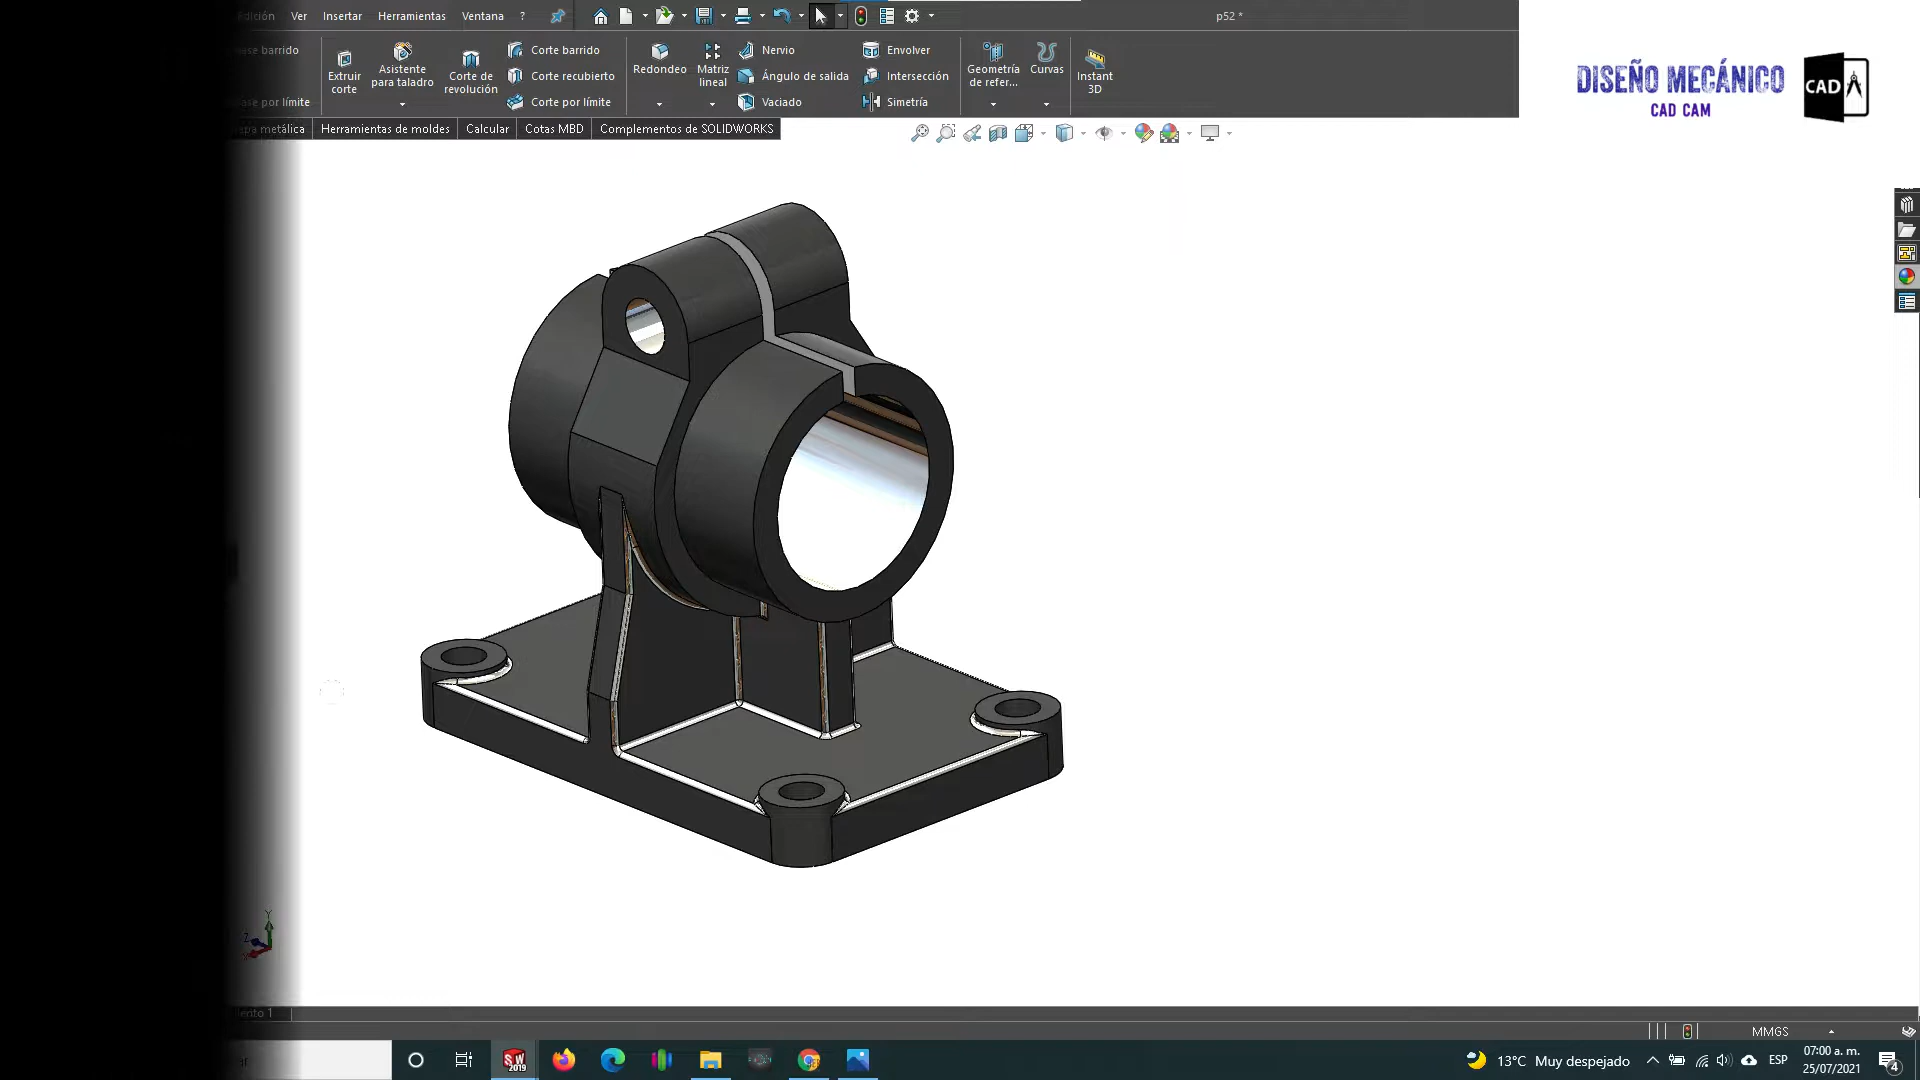 Ver Insertar Herramientas Ventana ? p52 *
barrido
Extruir corte
Asistente para taladro
Corte de revolución
Corte barrido
Corte recubierto
Corte por límite
Redondeo
Matriz lineal
Nervio
Ángulo de salida
Vaciado
Envolver
Intersección
Simetría
Geometría de refer...
Curvas
Instant 3D
por límite
metálica Herramientas de moldes Calcular Cotas MBD Complementos de SOLIDWORKS
DISEÑO MECÁNICO
CAD CAM
CAD
Y
Z
MMGS
SW 2019
13°C Muy despejado
ESP
07:00 a. m.
25/07/2021
4